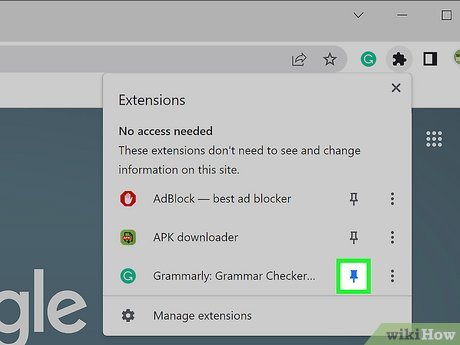 Extensions
No access needed
These extensions don't need to see and change
information on this site.
AdBlock — best ad blocker
APK downloader
Grammarly: Grammar Checker...
gle
Manage extensions
wikiHow